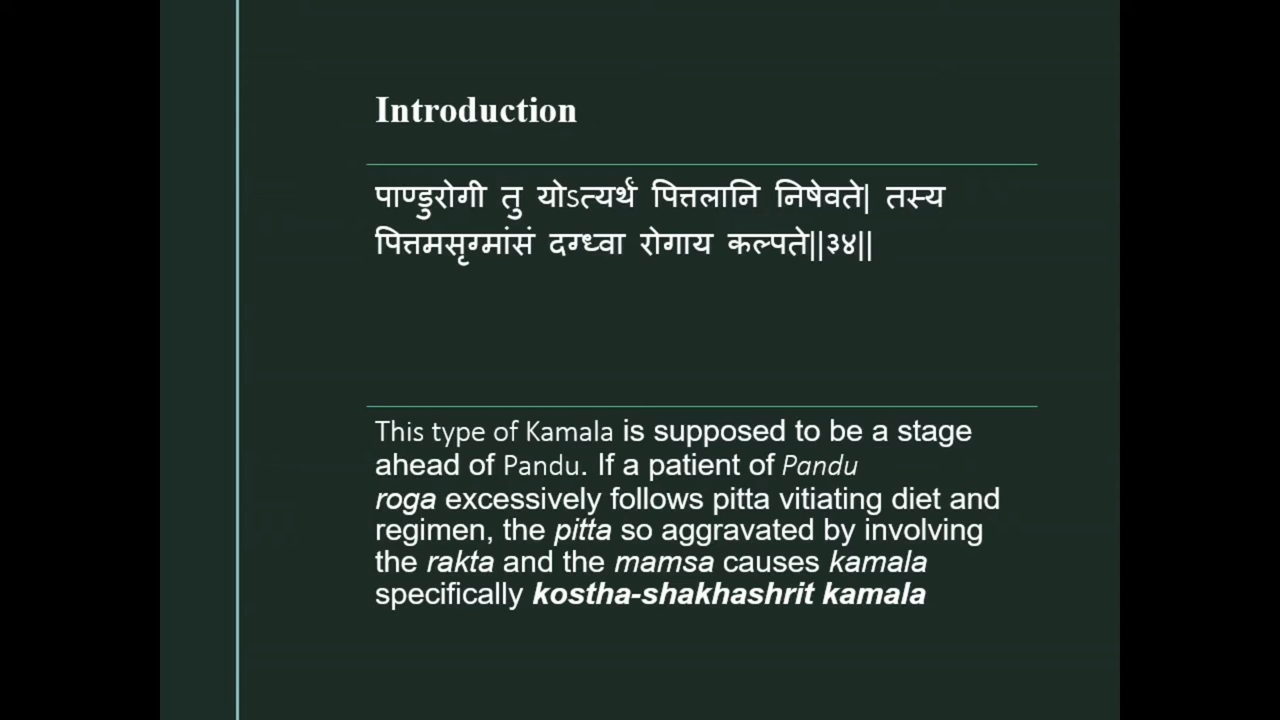 Introduction
पाण्डुरोगी तु योऽत्यर्थं पित्तलानि निषेवते| तस्य
पित्तमसृग्मांसं दग्ध्वा रोगाय कल्पते||३४||
This type of Kamala is supposed to be a stage
ahead of Pandu. If a patient of Pandu
roga excessively follows pitta vitiating diet and
regimen, the pitta so aggravated by involving
the rakta and the mamsa causes kamala
specifically kostha-shakhashrit kamala